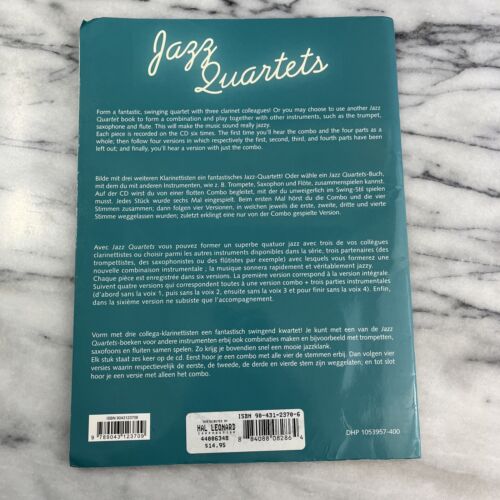 Jazz
Quartets
Form a fantastic, swinging quartet with three clarinet colleagues! Or you may choose to use another Jazz
Quartet book to form a combination and play together with other instruments, such as the trumpet,
saxophone and flute. This will make the music sound really jazzy.
Each piece is recorded on the CD six times. The first time you'll hear the combo and the four parts as a
whole, then follow four versions in which respectively the first, second, third, and fourth parts have
been left out; and finally, you'll hear a version with just the combo.
Bilde mit drei weiteren Klarinettisten ein fantastisches Jazz-Quartett! Oder wähle ein Jazz Quartets-Buch,
mit dem du mit anderen Instrumenten, wie z. B. Trompete, Saxophon und Flöte, zusammenspielen kannst.
Auf der CD wirst du von einer flotten Combo begleitet, mit der du unweigerlich im Swing-Stil spielen
musst. Jedes Stück wurde sechs Mal eingespielt. Beim ersten Mal hörst du die Combo und die vier
Stimmen zusammen; dann folgen vier Versionen, in welchen jeweils die erste, zweite, dritte und vierte
Stimme weggelassen wurden; zuletzt erklingt eine nur von der Combo gespielte Version.
Avec Jazz Quartets vous pouvez former un superbe quatuor jazz avec trois de vos collègues
clarinettistes ou choisir parmi les autres instruments disponibles dans la série, trois partenaires (des
trompettistes, des saxophonistes ou des flûtistes par exemple) avec lesquels vous formerez une
nouvelle combinaison instrumentale ; la musique sonnera rapidement et véritablement jazzy.
Chaque pièce est enregistrée dans six versions. La première version correspond à la version intégrale.
Suivent quatre versions qui correspondent toutes à une version combo + trois parties instrumentales
(d'abord sans la voix 1, puis sans la voix 2, ensuite sans la voix 3 et pour finir sans la voix 4). Enfin,
dans la sixième version ne subsiste que l'accompagnement.
Vorm met drie collega-klarinettisten een fantastisch swingend kwartet! Je kunt met een van de Jazz
Quartets-boeken voor andere instrumenten erbij ook combinaties maken en bijvoorbeeld met trompetten,
saxofoons en fluiten samen spelen. Zo krijg je bovendien snel een mooie jazzklank.
Elk stuk staat zes keer op de cd. Eerst hoor je een combo met alle vier de stemmen erbij. Dan volgen vier
versies waarin respectievelijk de eerste, de tweede, de derde en vierde stem zijn weggelaten; en tot slot
hoor je een versie met alleen het combo.
ISBN 9043123709
9 789043 123709
DISTRIBUTED BY
HAL LEONARD
44006348
$14.95
ISBN 90-431-2370-6
8 84088 08286 4
DHP 1053957-400